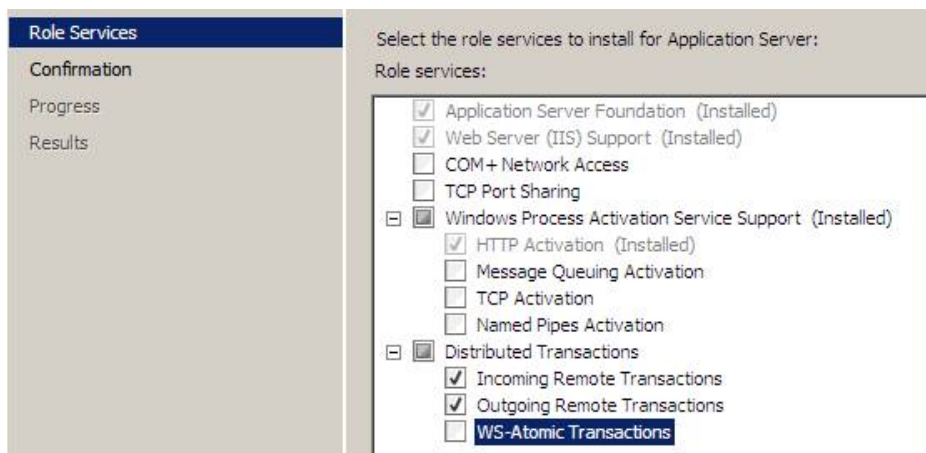 Role Services
Confirmation
Progress
Results
Select the role services to install for Application Server:
Role services:
Application Server Foundation (Installed)
Web Server (IIS) Support (Installed)
COM+ Network Access
TCP Port Sharing
Windows Process Activation Service Support (Installed)
HTTP Activation (Installed)
Message Queuing Activation
TCP Activation
Named Pipes Activation
Distributed Transactions
Incoming Remote Transactions
Outgoing Remote Transactions
WS-Atomic Transactions